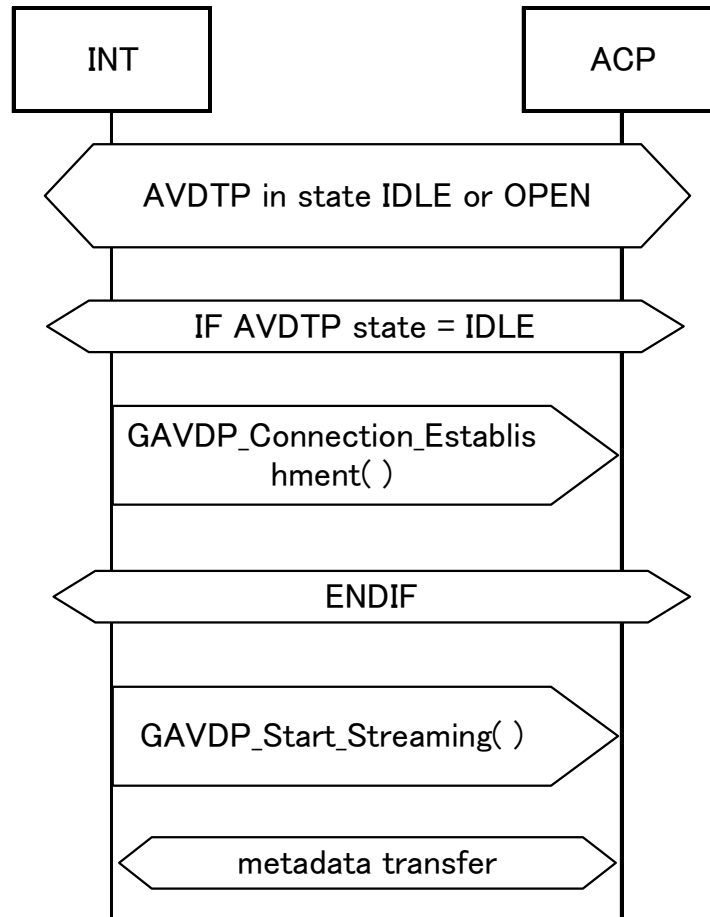 INT
ACP
AVDTP in state IDLE or OPEN
IF AVDTP state = IDLE
GAVDP_Connection_Establis
hment( )
ENDIF
GAVDP_Start_Streaming( )
metadata transfer